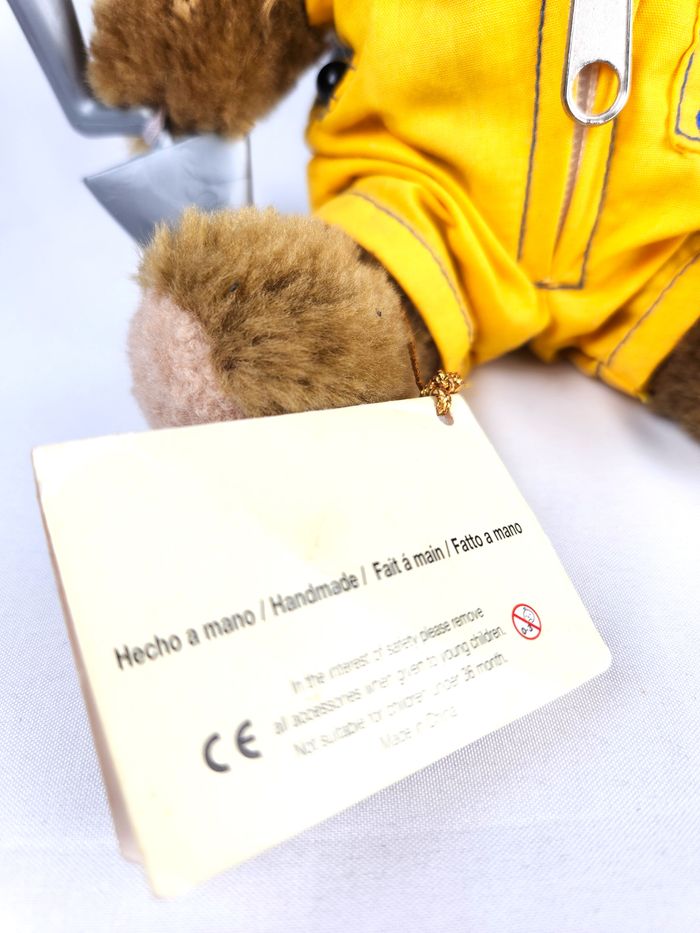 Hecho a mano / Handmade / Fait á main / Fatto a mano
0-3
In the interest of safety please remove
all accessories when given to young children.
Not suitable for children under 36 month.
Made in China
CE